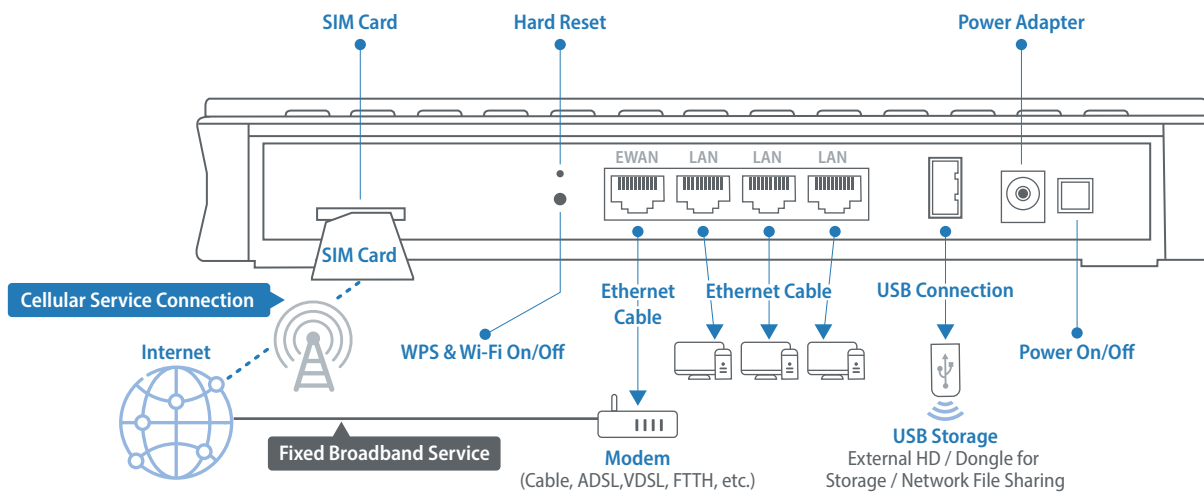 SIM Card
Hard Reset
Power Adapter
EWAN
LAN
LAN
LAN
SIM Card
Cellular Service Connection
Ethernet
Cable
Ethernet Cable
USB Connection
Internet
WPS & Wi-Fi On/Off
Power On/Off
Fixed Broadband Service
Modem
(Cable, ADSL,VDSL, FTTH, etc.)
USB Storage
External HD / Dongle for
Storage / Network File Sharing